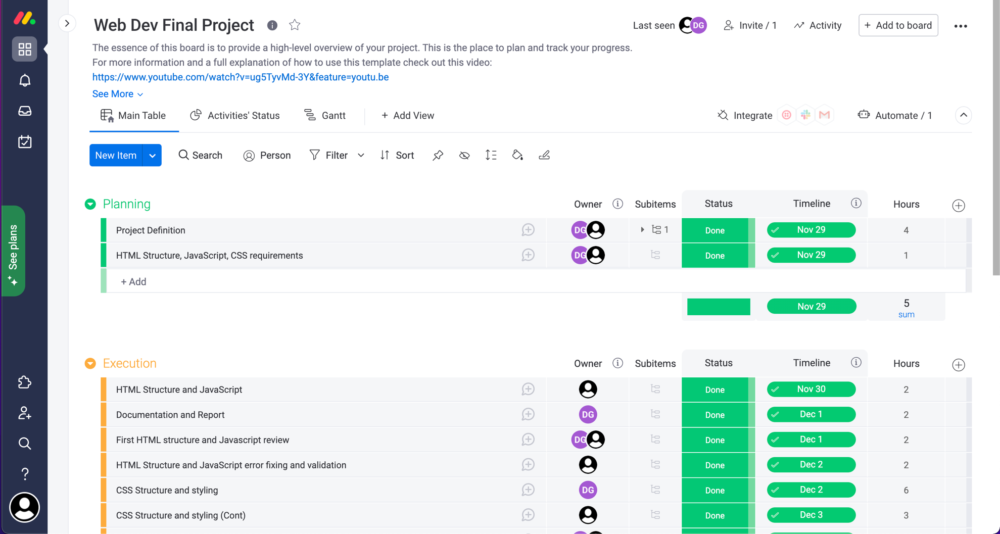 Web Dev Final Project
Last seen DG Invite / 1 Activity + Add to board
The essence of this board is to provide a high-level overview of your project. This is the place to plan and track your progress.
For more information and a full explanation of how to use this template check out this video:
https://www.youtube.com/watch?v=ug5TyvMd-3Y&feature=youtu.be
See More
Main Table Activities' Status Gantt + Add View Integrate Automate / 1
New Item Search Person Filter Sort
See plans
Planning Owner Subitems Status Timeline Hours
Project Definition DG 1 Done Nov 29 4
HTML Structure, JavaScript, CSS requirements DG Done Nov 29 1
+ Add
Nov 29 5
sum
Execution Owner Subitems Status Timeline Hours
HTML Structure and JavaScript Done Nov 30 2
Documentation and Report DG Done Dec 1 2
First HTML structure and Javascript review DG Done Dec 1 2
HTML Structure and JavaScript error fixing and validation Done Dec 2 2
CSS Structure and styling DG Done Dec 2 6
CSS Structure and styling (Cont) Done Dec 3 3